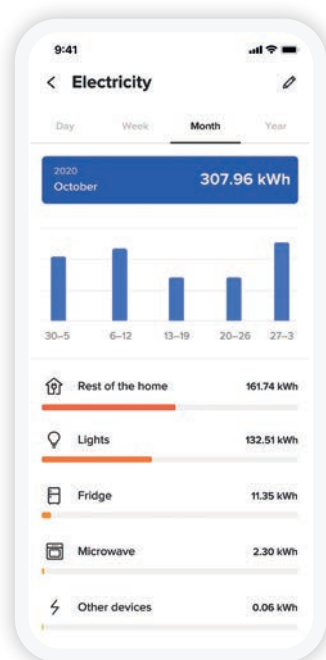 9:41
Electricity
Day Week Month Year
2020
October 307.96 kWh
30–5 6–12 13–19 20–26 27–3
Rest of the home 161.74 kWh
Lights 132.51 kWh
Fridge 11.35 kWh
Microwave 2.30 kWh
Other devices 0.06 kWh